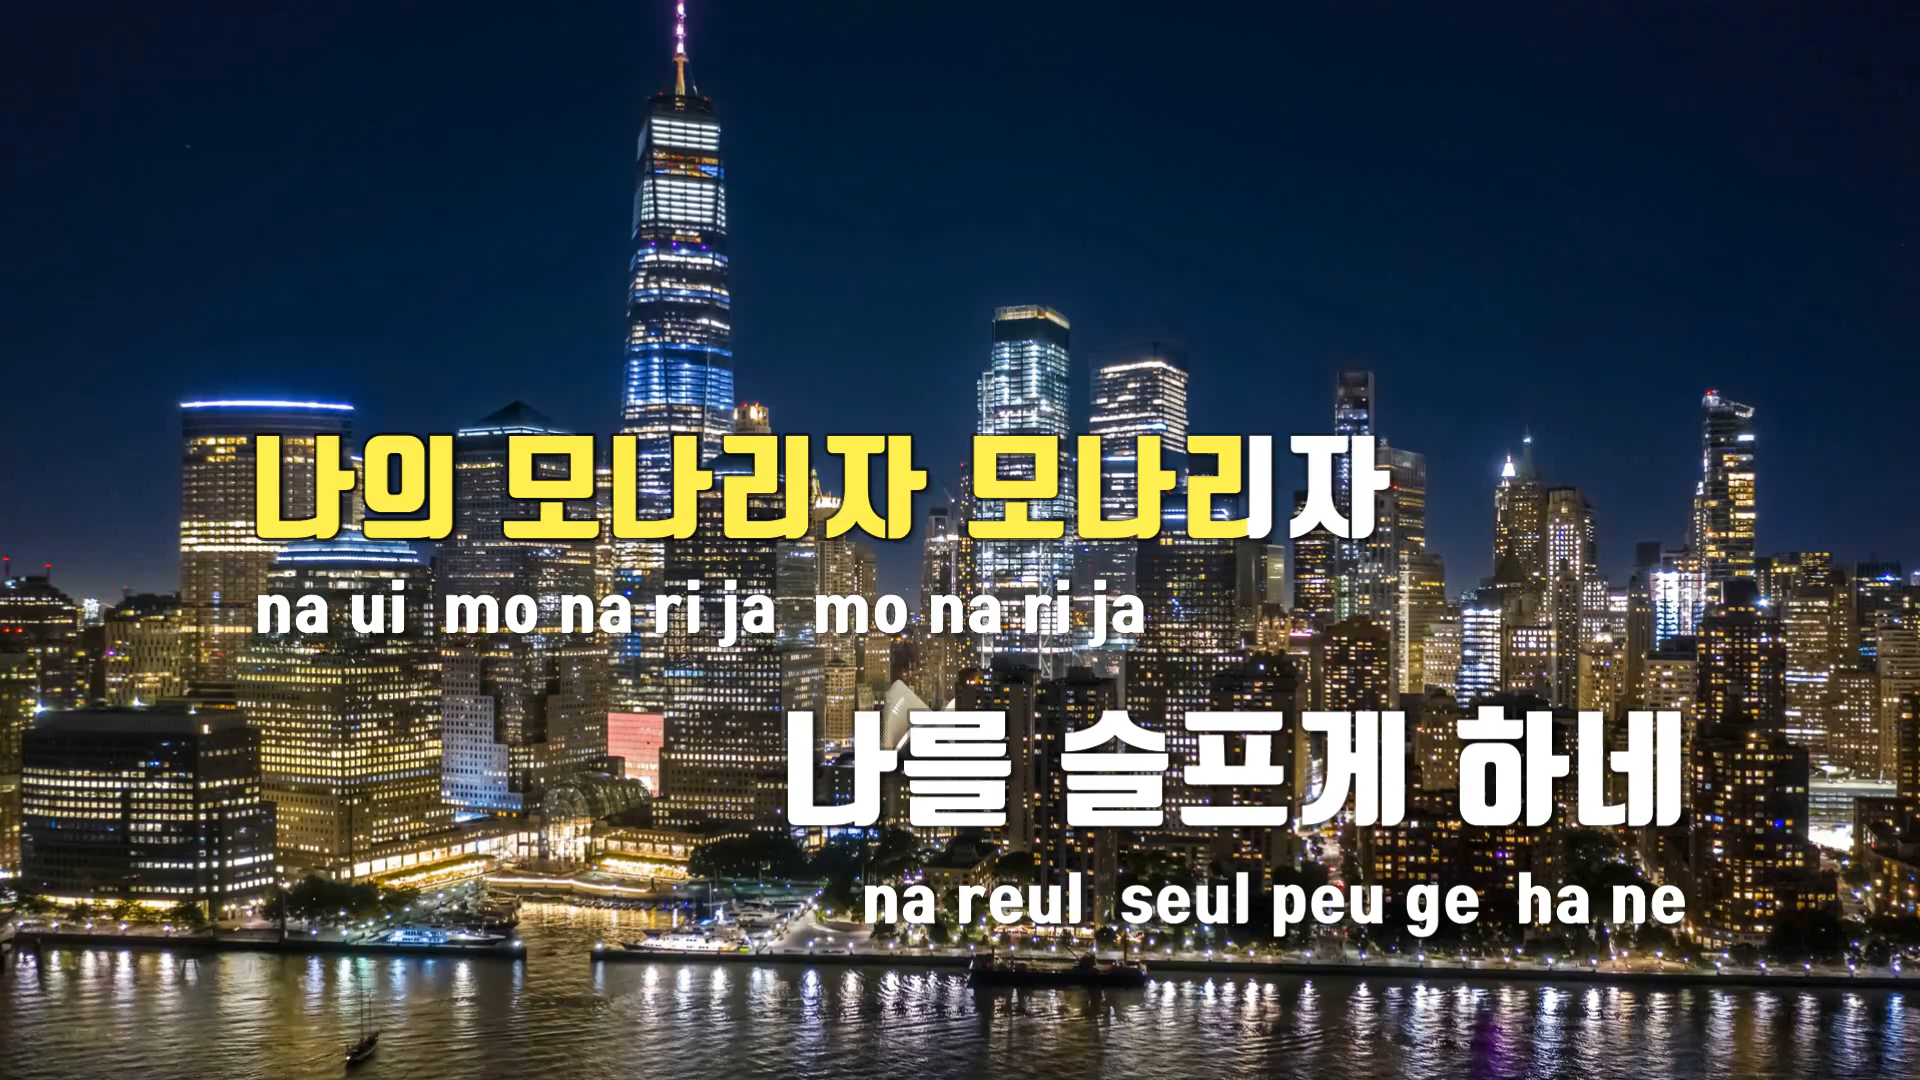 나의 모나리자 모나리자
na ui mo na ri ja mo na ri ja
나를 슬프게 하네
na reul seul peu ge ha ne